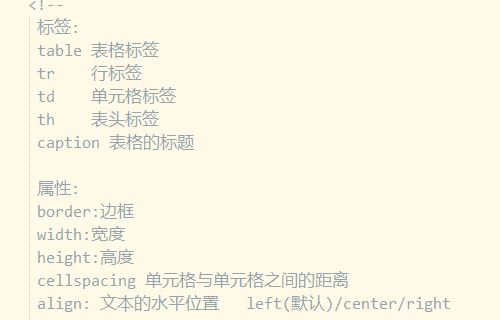 <!--
标签:
table 表格标签
tr 行标签
td 单元格标签
th 表头标签
caption 表格的标题
属性:
border:边框
width:宽度
height:高度
cellspacing 单元格与单元格之间的距离
align: 文本的水平位置 left(默认)/center/right